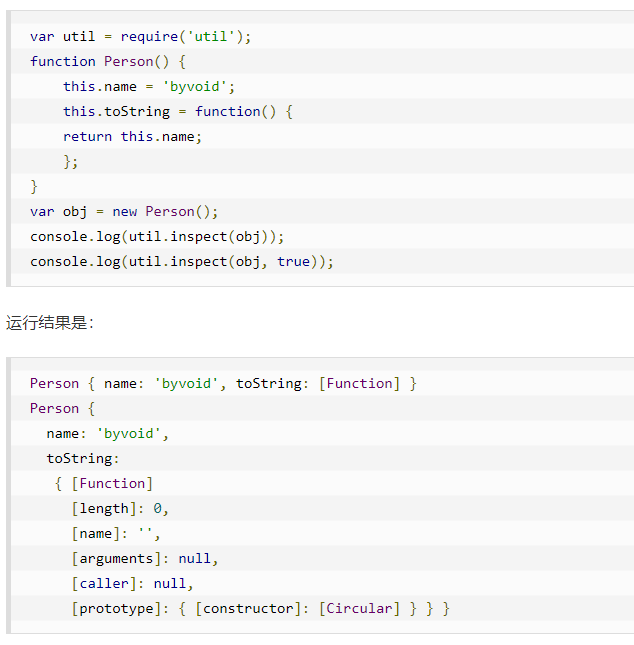 var util = require('util');
function Person() {
    this.name = 'byvoid';
    this.toString = function() {
    return this.name;
    };
}
var obj = new Person();
console.log(util.inspect(obj));
console.log(util.inspect(obj, true));
运行结果是：
Person { name: 'byvoid', toString: [Function] }
Person {
  name: 'byvoid',
  toString:
   { [Function]
     [length]: 0,
     [name]: '',
     [arguments]: null,
     [caller]: null,
     [prototype]: { [constructor]: [Circular] } } }